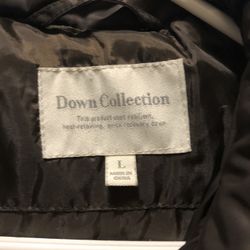 Down Collection
This product uses resilient,
heat-retaining, quick recovery down
L
MADE IN
CHINA